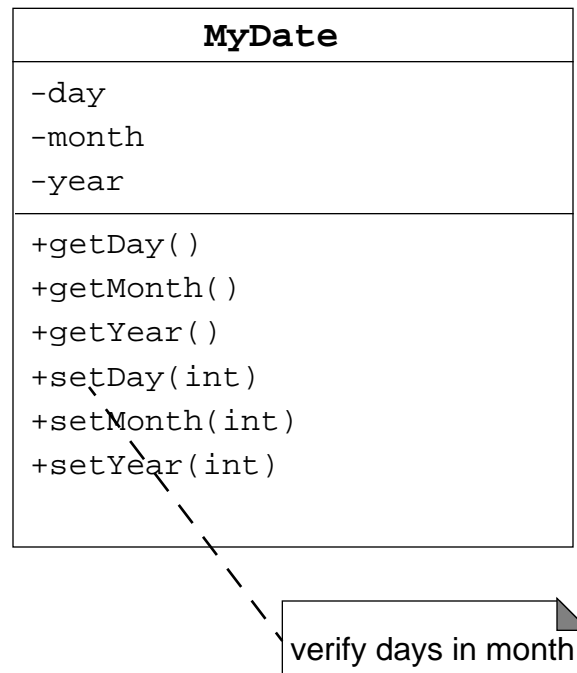 MyDate
-day
-month
-year
+getDay()
+getMonth()
+getYear()
+setDay(int)
+setMonth(int)
+setYear(int)
verify days in month